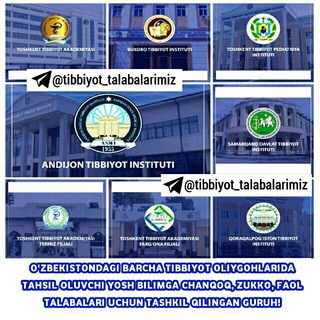 TOSHKENT TIBBIYOT AKADEMIYASI
BUXORO TIBBIYOT
INSTITUTI
TOSHKENT TIBBIYOT PEDIATRIYA
INSTITUTI
@tibbiyot_talabalarimiz
ASMI
1955
ANDIJON TIBBIYOT INSTITUTI
SAMARQAND DAVLAT TIBBIYOT
INSTITUTI
@tibbiyot_talabalarimiz
TOSHKENT TIBBIYOT AKADEMIYASI
TERMIZ FILIALI
TOSHKENT TIBBIYOT AKADEMIYASI
FARG'ONA FILIALI
QORAQALPOG'ISTON TIBBIYOT
INSTITUTI
O'ZBEKISTONDAGI BARCHA TIBBIYOT OLIYGOHLARIDA
TAHSIL OLUVCHI YOSH BILIMGA CHANQOQ, ZUKKO, FAOL
TALABALARI UCHUN TASHKIL QILINGAN GURUH!